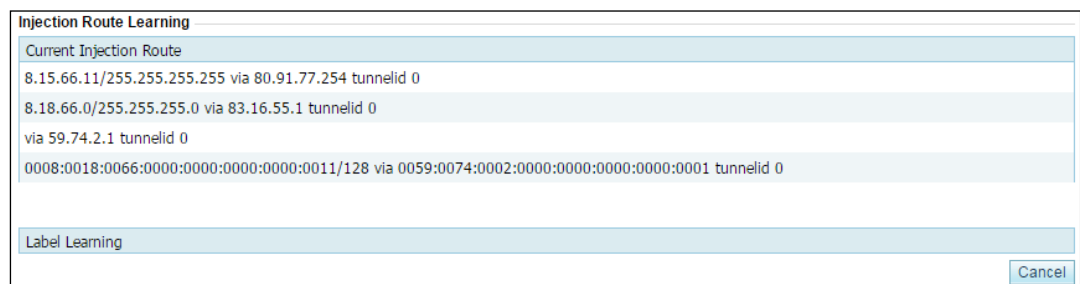 Injection Route Learning
Current Injection Route
8.15.66.11/255.255.255.255 via 80.91.77.254 tunnelid 0
8.18.66.0/255.255.255.0 via 83.16.55.1 tunnelid 0
via 59.74.2.1 tunnelid 0
0008:0018:0066:0000:0000:0000:0000:0011/128 via 0059:0074:0002:0000:0000:0000:0000:0001 tunnelid 0
Label Learning
Cancel